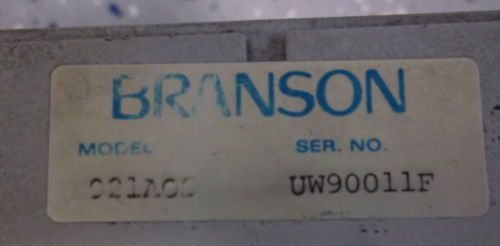 BRANSON
MODEL
SER. NO.
UW90011F